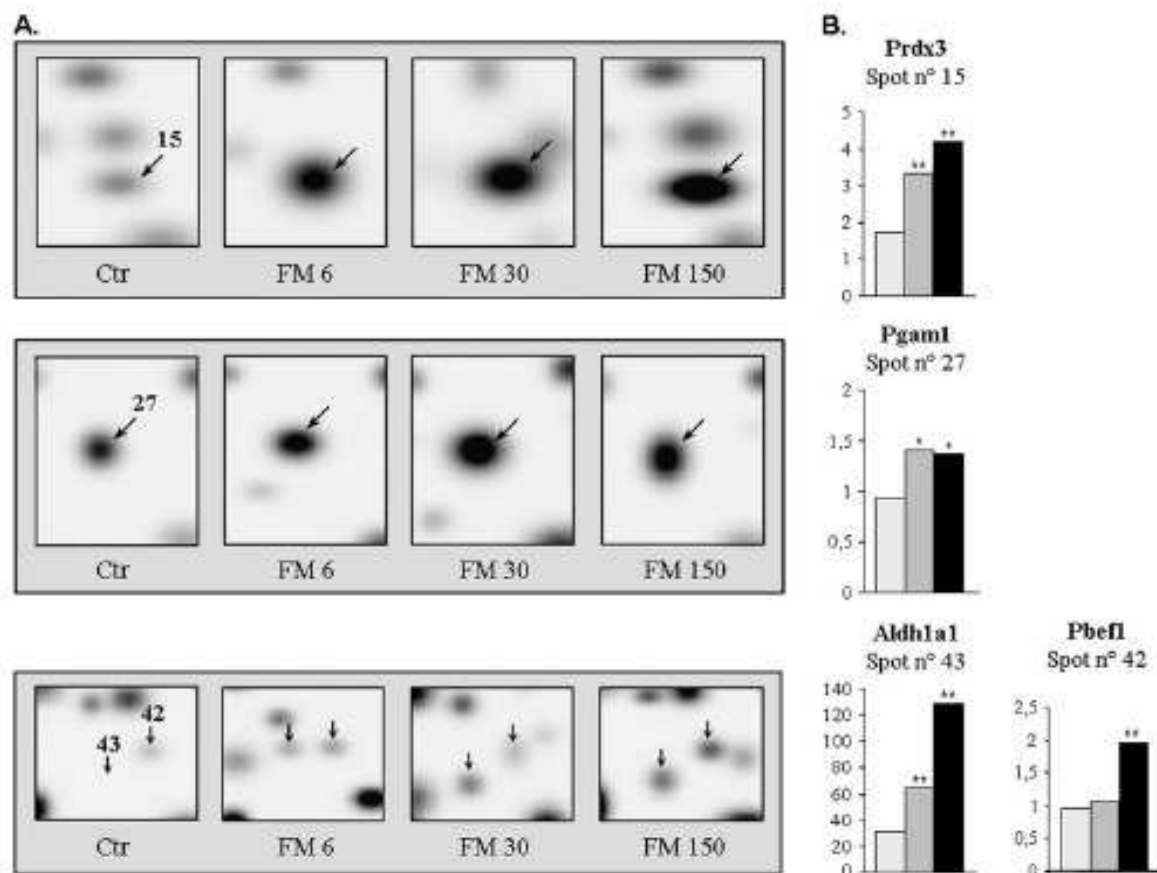 A.
15
Ctr
FM 6
FM 30
FM 150
27
Ctr
FM 6
FM 30
FM 150
43
42
Ctr
FM 6
FM 30
FM 150
B.
Prdx3
Spot n° 15
5
4
3
2
1
0
**
**
Pgam1
Spot n° 27
2
1,5
1
0,5
0
*
*
Aldh1a1
Spot n° 43
140
120
100
80
60
40
20
0
**
**
Pbef1
Spot n° 42
2,5
2
1,5
1
0,5
0
**